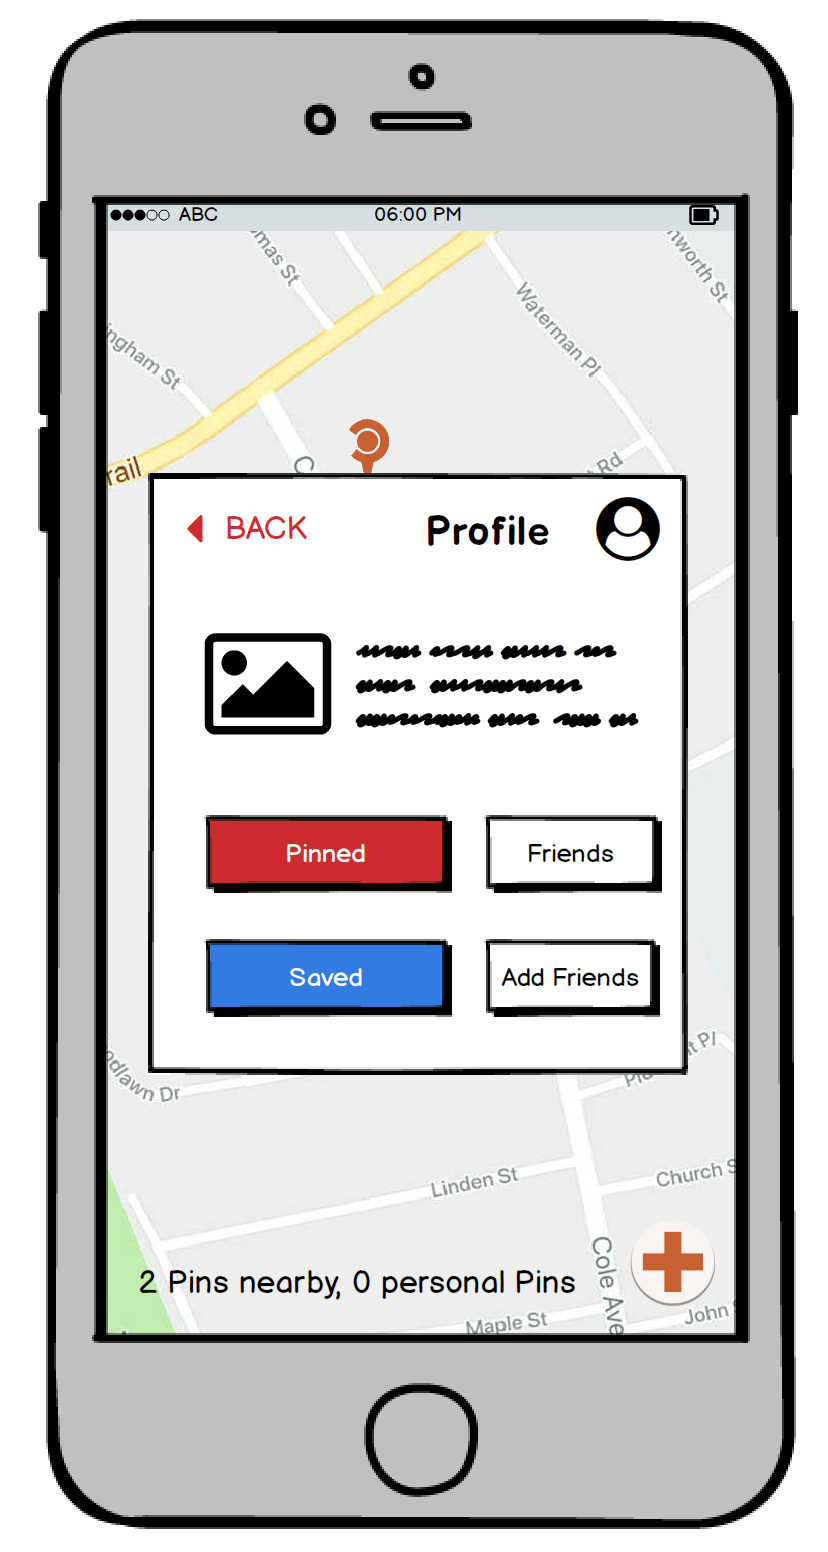 ABC 06:00 PM
mas St
nworth St
Waterman Pl
ingham St
rail
C
Rd
BACK Profile
Pinned Friends
Saved Add Friends
t Pl
dlawn Dr
Linden St
Church S
Cole Ave
2 Pins nearby, 0 personal Pins
Maple St
John S